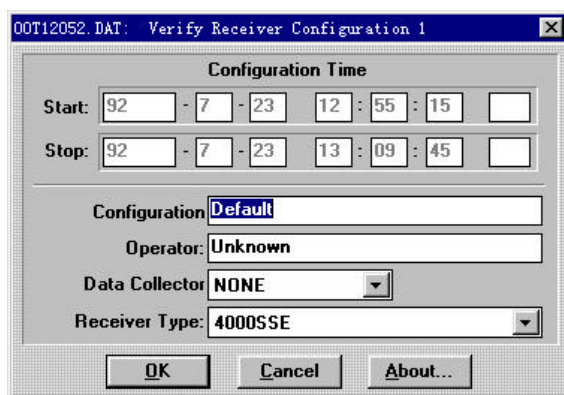 00T12052.DAT: Verify Receiver Configuration 1
Configuration Time
Start: 92 - 7 - 23 12 : 55 : 15
Stop: 92 - 7 - 23 13 : 09 : 45
Configuration Default
Operator: Unknown
Data Collector NONE
Receiver Type: 4000SSE
OK Cancel About...